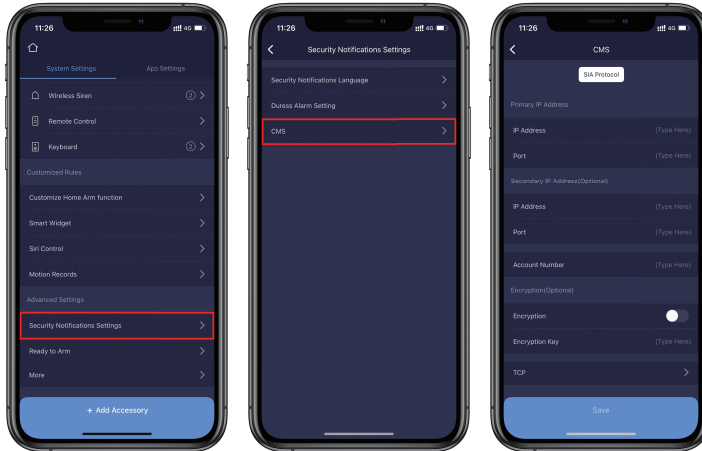 11:26
4G
System Settings
App Settings
Wireless Siren
2
Remote Control
Keyboard
2
Customized Rules
Customize Home Arm function
Smart Widget
Siri Control
Motion Records
Advanced Settings
Security Notifications Settings
Ready to Arm
More
+ Add Accessory
11:26
4G
Security Notifications Settings
Security Notifications Language
Duress Alarm Setting
CMS
11:26
4G
CMS
SIA Protocol
Primary IP Address
IP Address (Type Here)
Port (Type Here)
Secondary IP Address(Optional)
IP Address (Type Here)
Port (Type Here)
Account Number (Type Here)
Encryption(Optional)
Encryption
Encryption Key (Type Here)
TCP
Save